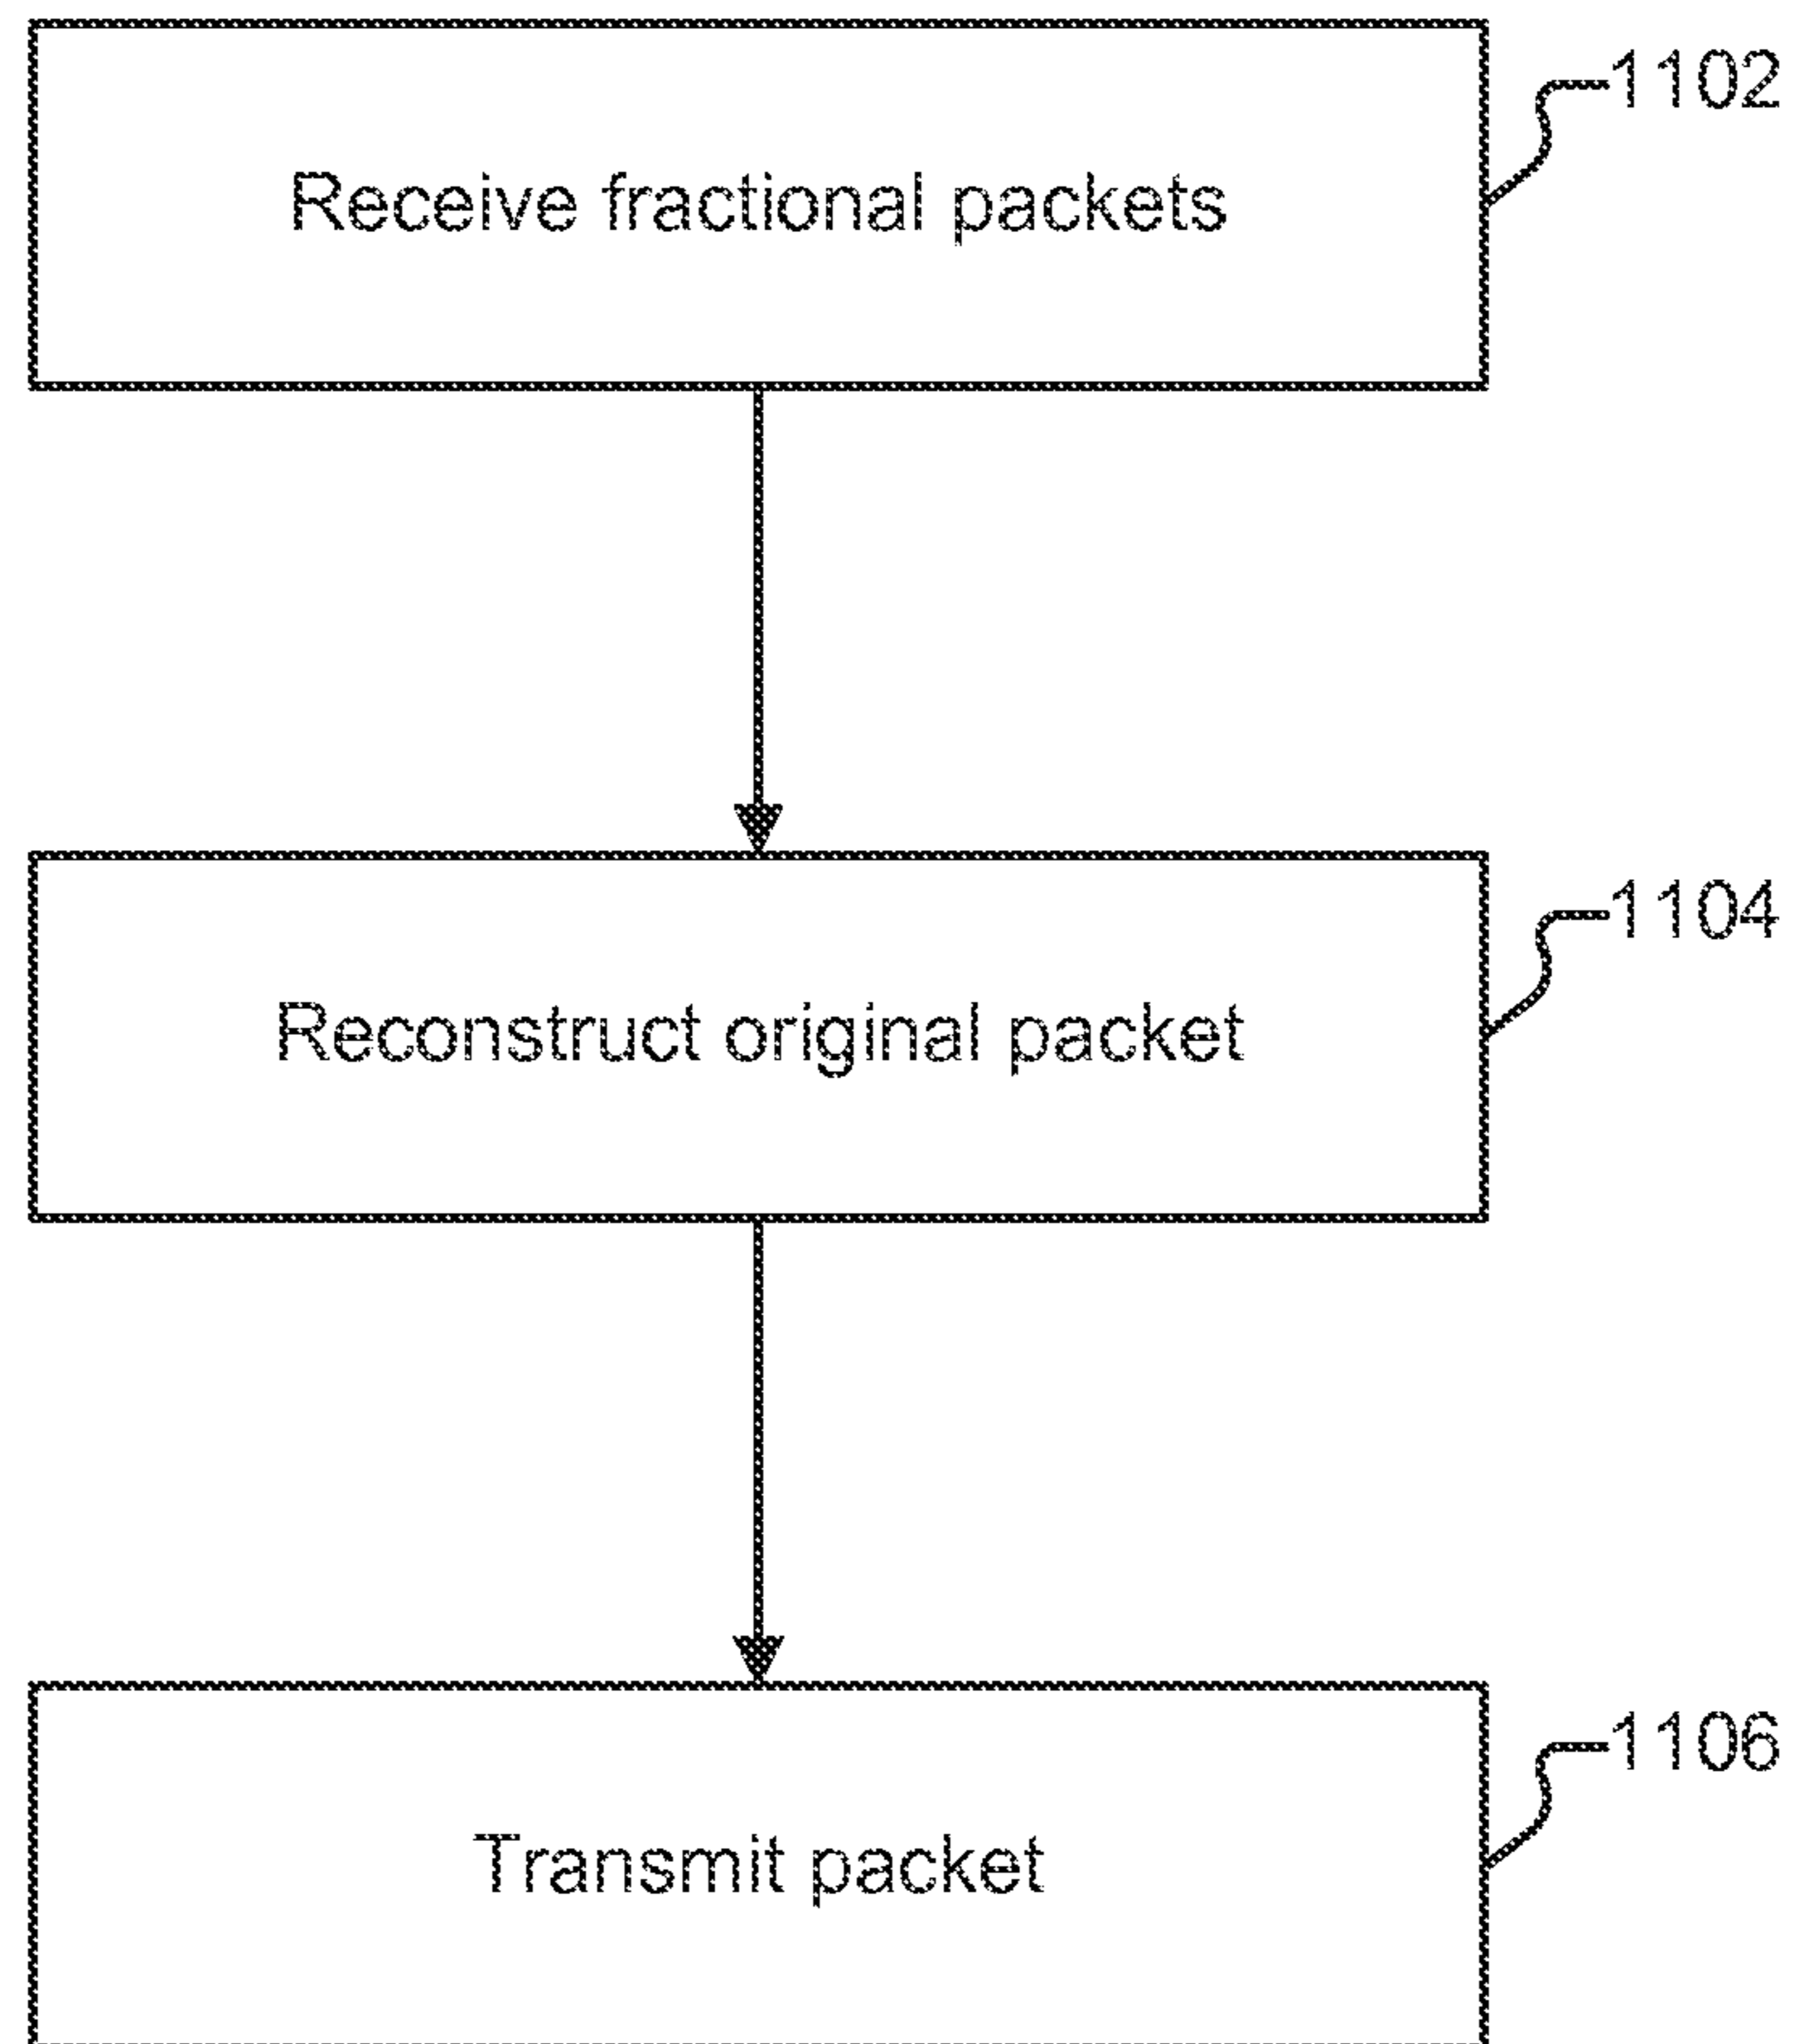 1102
Receive fractional packets
1104
Reconstruct original packet
1106
Transmit packet